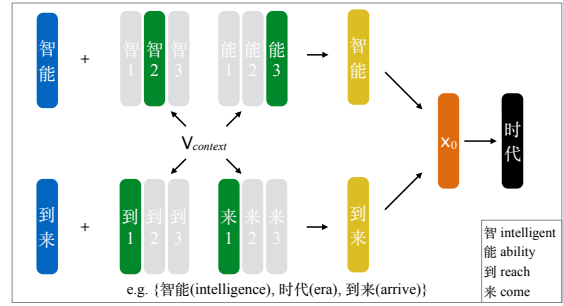 智能 + 智1 智2 智3 能1 能2 能3 智能
Vcontext
x0 时代
到来 + 到1 到2 到3 来1 来2 来3 到来
智 intelligent
能 ability
到 reach
来 come
e.g. {智能(intelligence), 时代(era), 到来(arrive)}